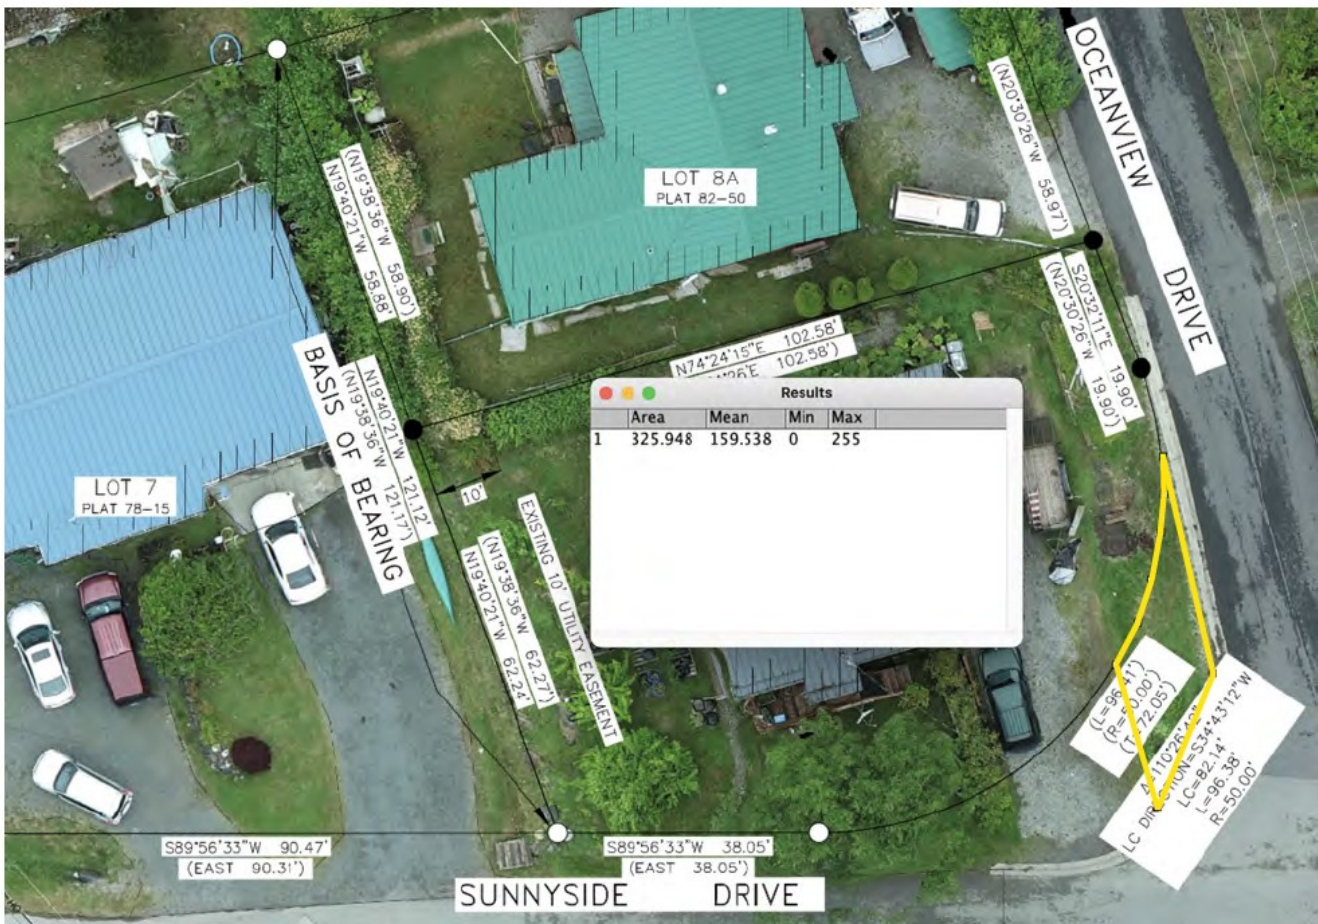 OCEANVIEW DRIVE
(N20°30'26"W 58.97')
LOT 8A
PLAT 82-50
(N19°38'36"W 58.90')
N19°40'21"W 58.88'
S20°32'11"E 19.90'
(N20°30'26"W 19.90')
N74°24'15"E 102.58'
26'E 102.58')
BASIS OF BEARING
N19°40'21"W 121.12'
(N19°38'36"W 121.17')
Results
Area Mean Min Max
1 325.948 159.538 0 255
LOT 7
PLAT 78-15
10'
EXISTING 10' UTILITY EASEMENT
(N19°38'36"W 62.27')
N19°40'21"W 62.24'
(L=96.41')
(R=50.00')
72.05')
LC S34°43'12"W
LC=82.14'
L=96.38'
R=50.00'
S89°56'33"W 90.47'
(EAST 90.31')
S89°56'33"W 38.05'
(EAST 38.05')
SUNNYSIDE DRIVE